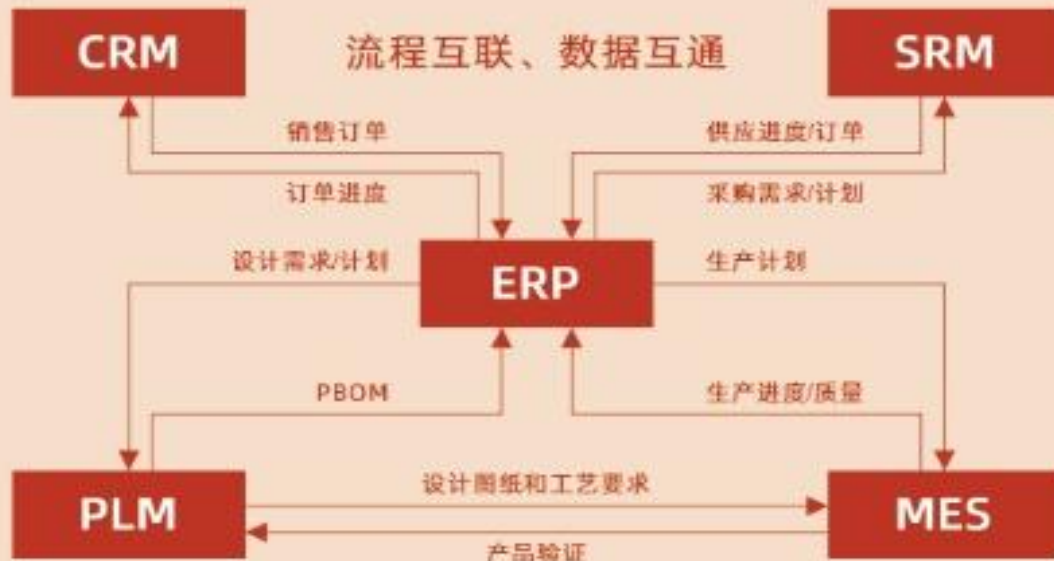 CRM
流程互联、数据互通
SRM
销售订单
供应进度/订单
订单进度
采购需求/计划
设计需求/计划
ERP
生产计划
PBOM
生产进度/质量
设计图纸和工艺要求
PLM
MES
产品验证